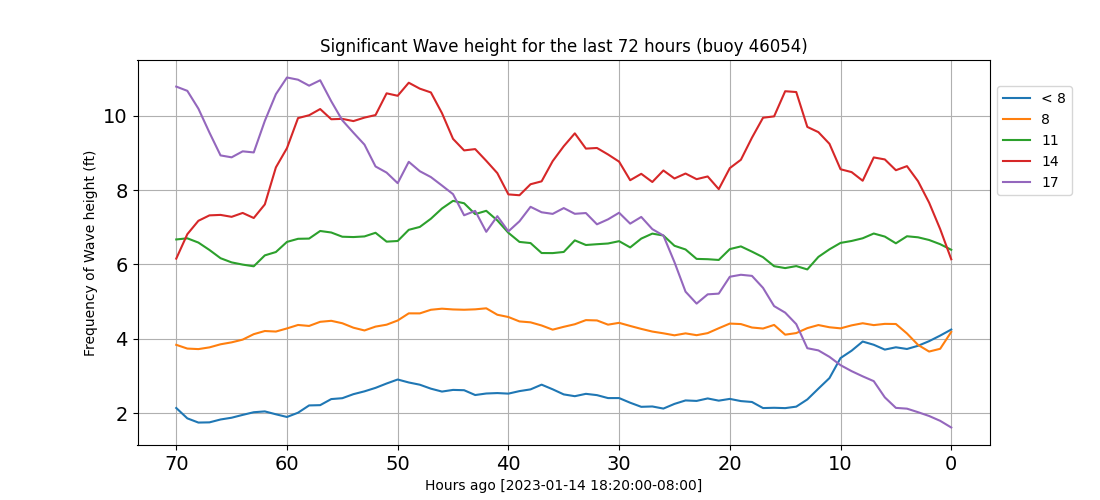 Significant Wave height for the last 72 hours (buoy 46054)
Frequency of Wave height (ft)
10
8
6
4
2
70 60 50 40 30 20 10 0
Hours ago [2023-01-14 18:20:00-08:00]
< 8
8
11
14
17